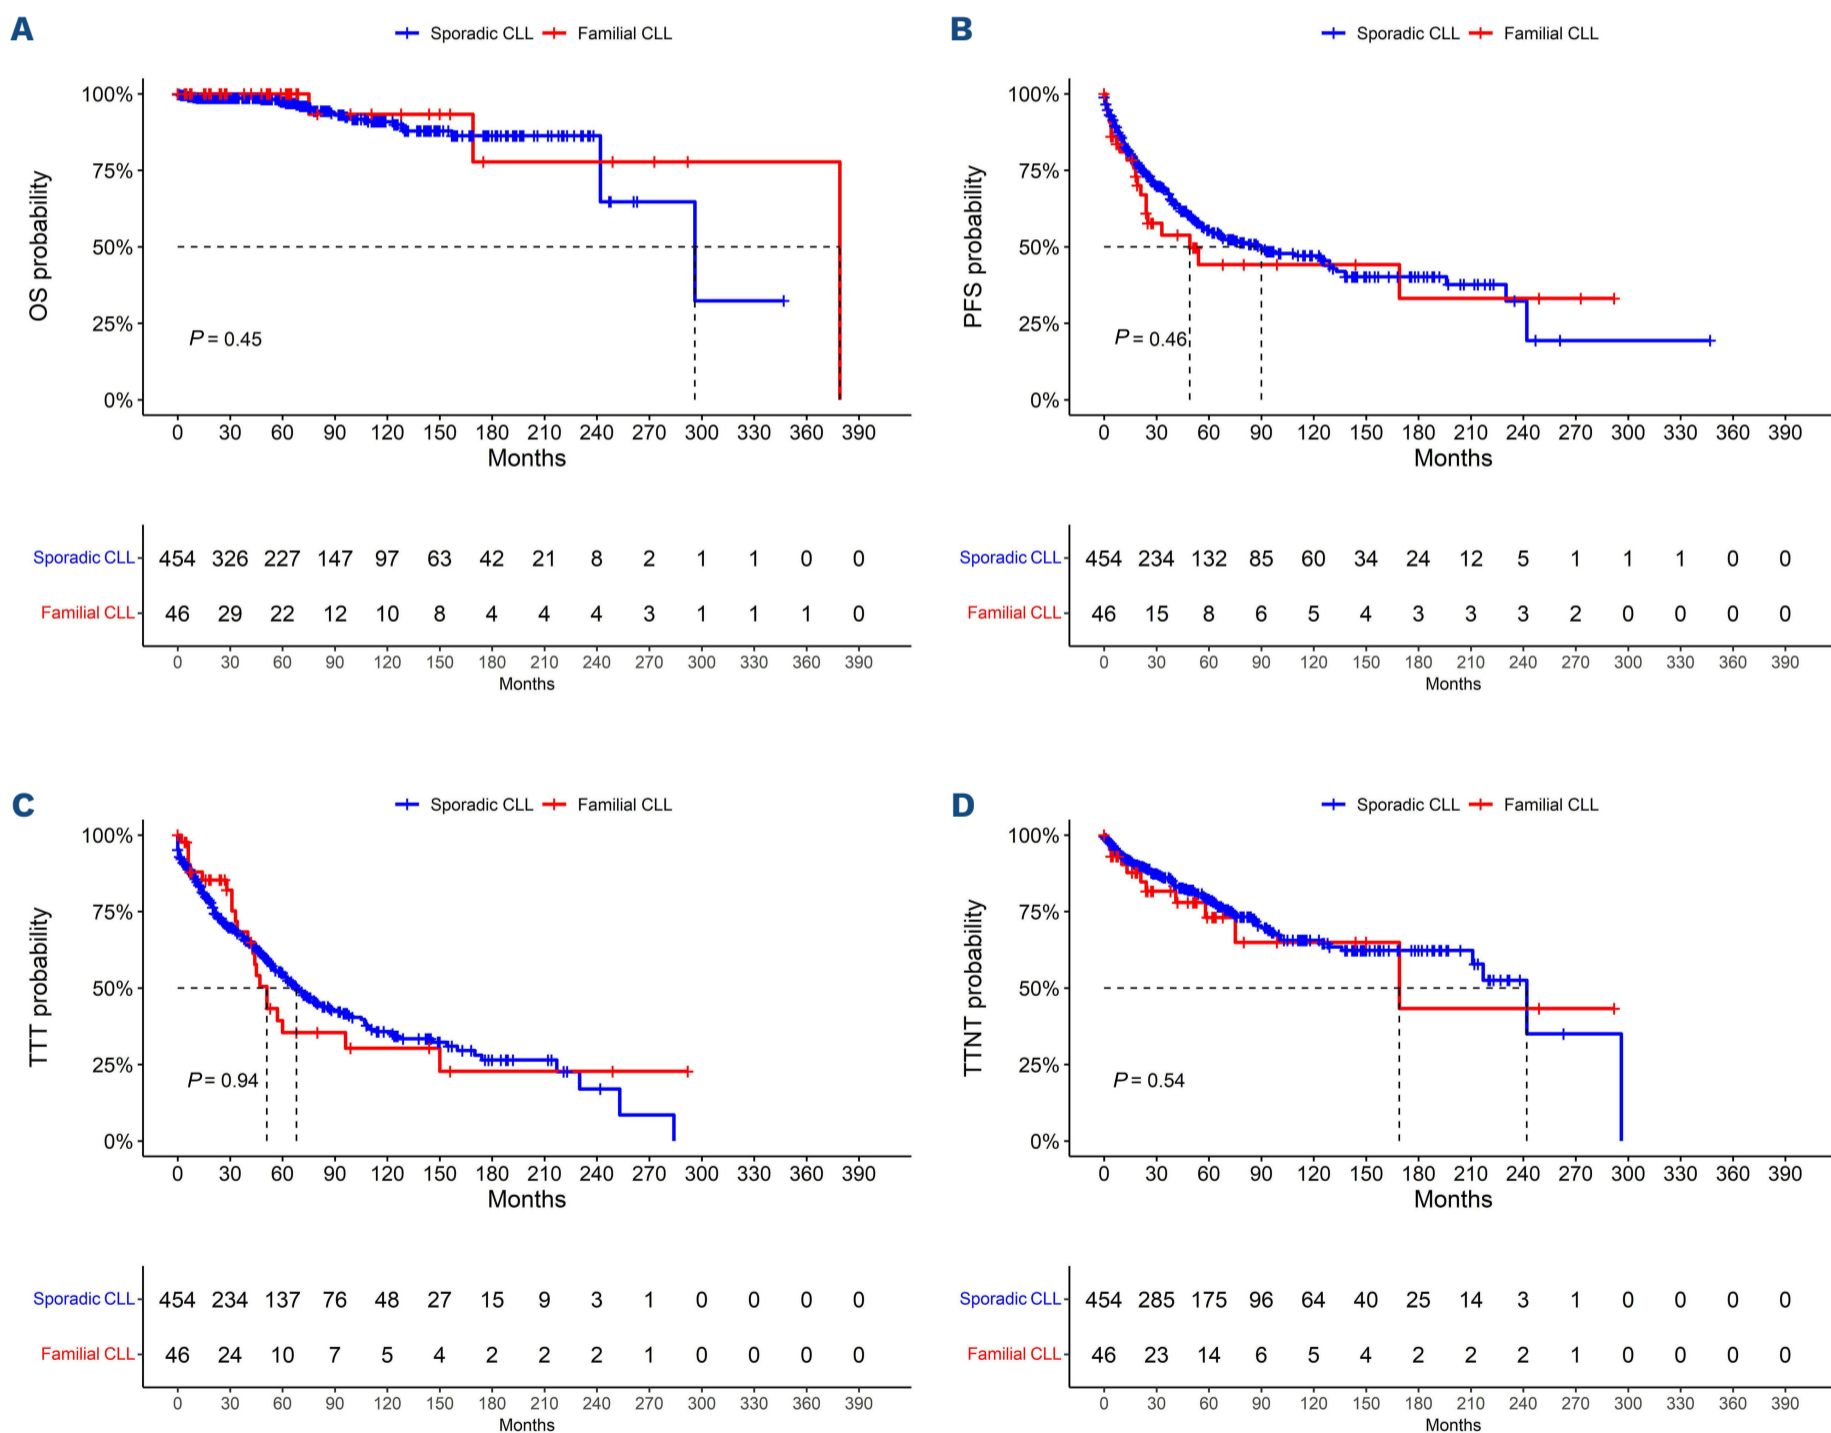 A
Sporadic CLL Familial CLL
100%
75%
50%
25%
0%
OS probability
P = 0.45
0 30 60 90 120 150 180 210 240 270 300 330 360 390
Months
Sporadic CLL 454 326 227 147 97 63 42 21 8 2 1 1 0 0
Familial CLL 46 29 22 12 10 8 4 4 4 3 1 1 1 0
0 30 60 90 120 150 180 210 240 270 300 330 360 390
Months
B
Sporadic CLL Familial CLL
100%
75%
50%
25%
0%
PFS probability
P = 0.46
0 30 60 90 120 150 180 210 240 270 300 330 360 390
Months
Sporadic CLL 454 234 132 85 60 34 24 12 5 1 1 1 0 0
Familial CLL 46 15 8 6 5 4 3 3 3 2 0 0 0 0
0 30 60 90 120 150 180 210 240 270 300 330 360 390
Months
C
Sporadic CLL Familial CLL
100%
75%
50%
25%
0%
TTT probability
P = 0.94
0 30 60 90 120 150 180 210 240 270 300 330 360 390
Months
Sporadic CLL 454 234 137 76 48 27 15 9 3 1 0 0 0 0
Familial CLL 46 24 10 7 5 4 2 2 2 1 0 0 0 0
0 30 60 90 120 150 180 210 240 270 300 330 360 390
Months
D
Sporadic CLL Familial CLL
100%
75%
50%
25%
0%
TTNT probability
P = 0.54
0 30 60 90 120 150 180 210 240 270 300 330 360 390
Months
Sporadic CLL 454 285 175 96 64 40 25 14 3 1 0 0 0 0
Familial CLL 46 23 14 6 5 4 2 2 2 1 0 0 0 0
0 30 60 90 120 150 180 210 240 270 300 330 360 390
Months